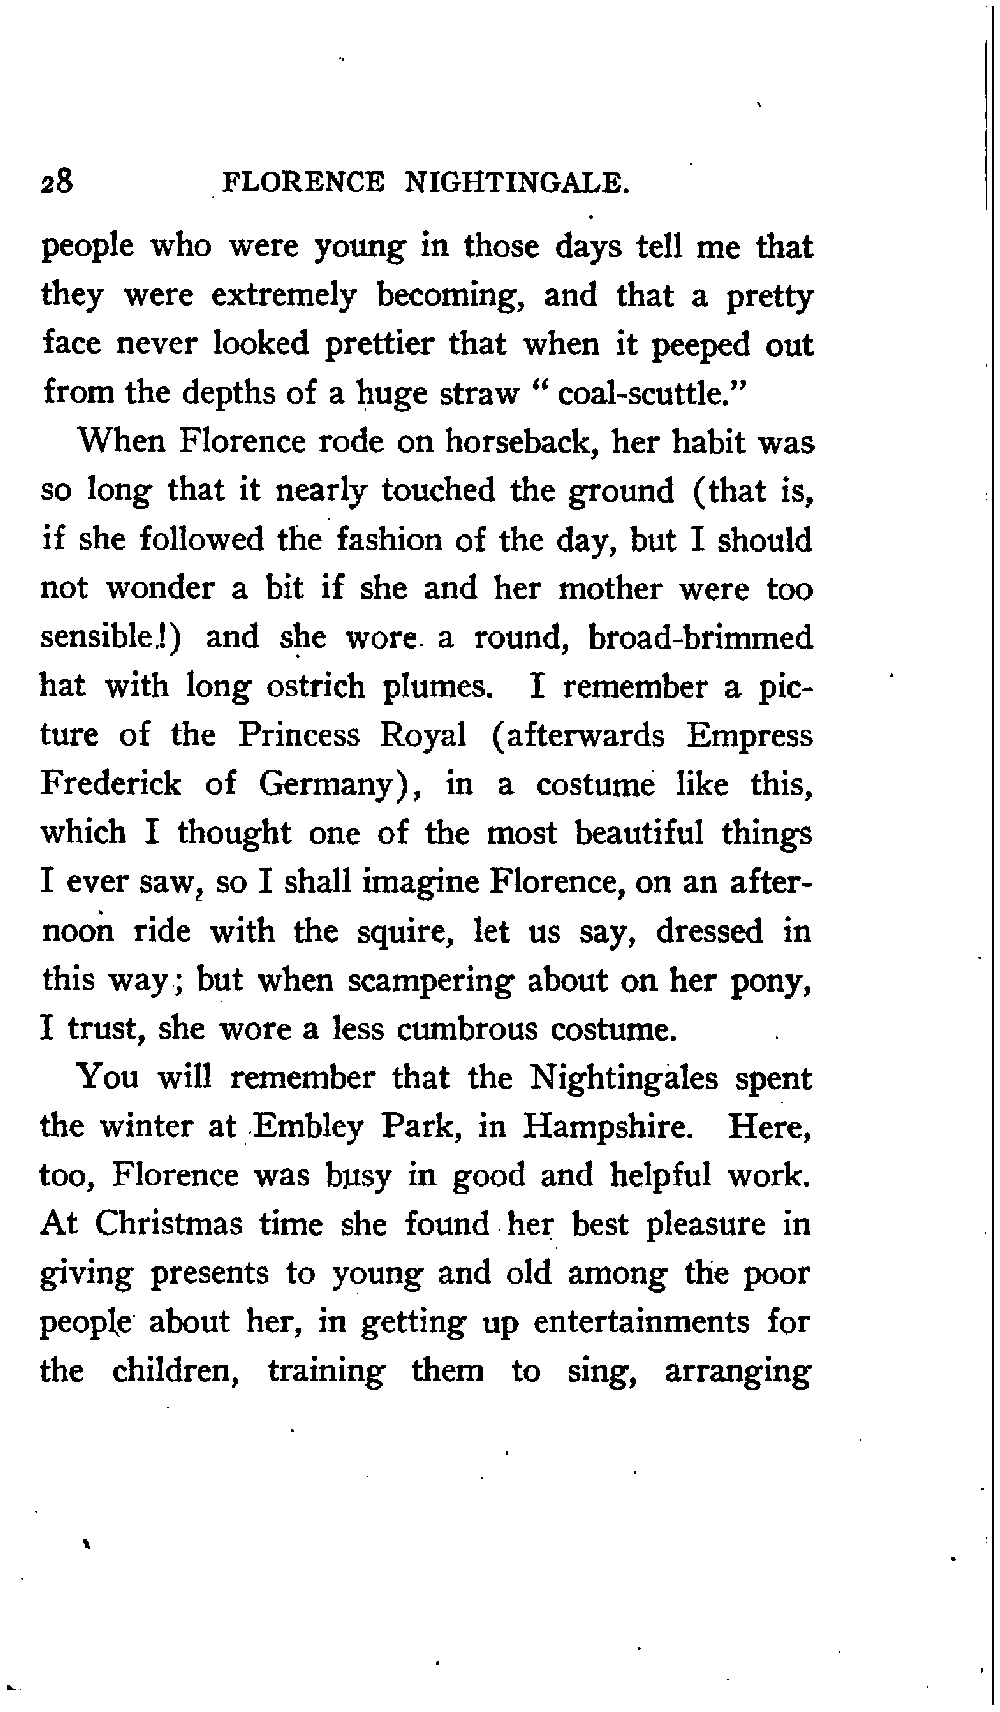 28 FLORENCE NIGHTINGALE.
people who were young in those days tell me that
they were extremely becoming, and that a pretty
face never looked prettier that when it peeped out
from the depths of a huge straw “ coal-scuttle.”
When Florence rode on horseback, her habit was
so long that it nearly touched the ground (that is,
if she followed the fashion of the day, but I should
not wonder a bit if she and her mother were too
sensible!) and she wore a round, broad-brimmed
hat with long ostrich plumes. I remember a pic-
ture of the Princess Royal (afterwards Empress
Frederick of Germany), in a costume like this,
which I thought one of the most beautiful things
I ever saw, so I shall imagine Florence, on an after-
noon ride with the squire, let us say, dressed in
this way; but when scampering about on her pony,
I trust, she wore a less cumbrous costume.
You will remember that the Nightingales spent
the winter at Embley Park, in Hampshire. Here,
too, Florence was busy in good and helpful work.
At Christmas time she found her best pleasure in
giving presents to young and old among the poor
people about her, in getting up entertainments for
the children, training them to sing, arranging